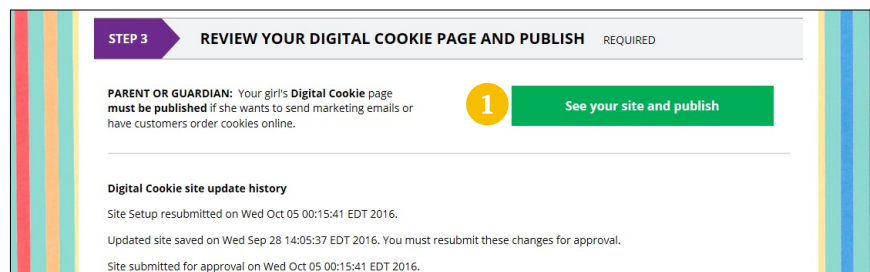 STEP 3 REVIEW YOUR DIGITAL COOKIE PAGE AND PUBLISH REQUIRED
PARENT OR GUARDIAN: Your girl's Digital Cookie page
must be published if she wants to send marketing emails or
have customers order cookies online.
1 See your site and publish
Digital Cookie site update history
Site Setup resubmitted on Wed Oct 05 00:15:41 EDT 2016.
Updated site saved on Wed Sep 28 14:05:37 EDT 2016. You must resubmit these changes for approval.
Site submitted for approval on Wed Oct 05 00:15:41 EDT 2016.